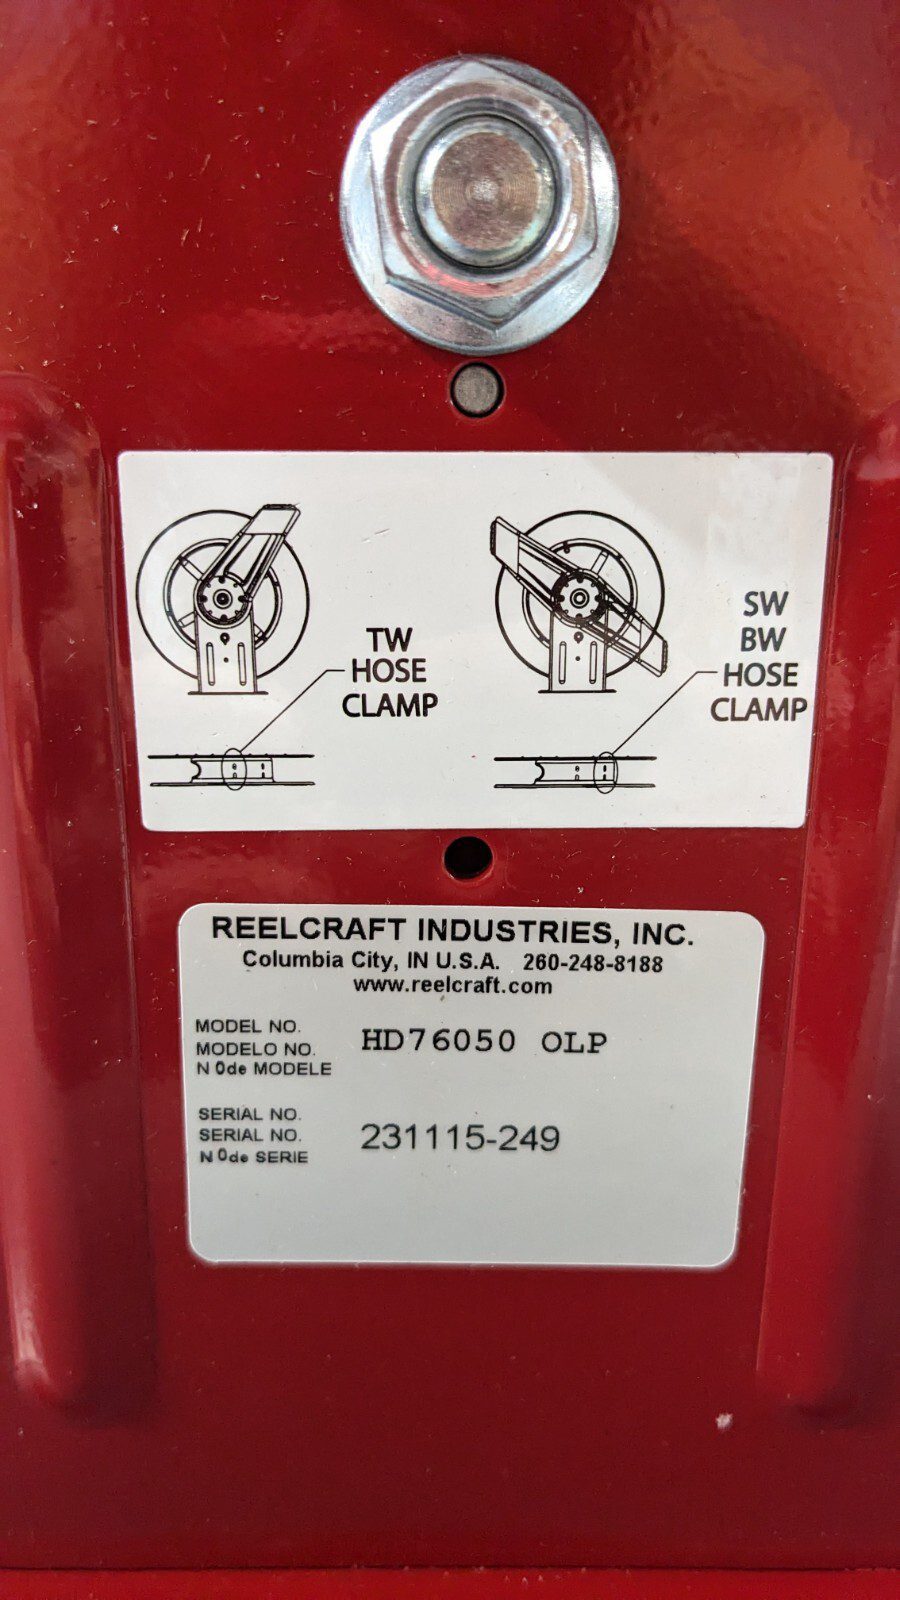 TW
HOSE
CLAMP
SW
BW
HOSE
CLAMP
REELCRAFT INDUSTRIES, INC.
Columbia City, IN U.S.A. 260-248-8188
www.reelcraft.com
MODEL NO.
MODELO NO.
N 0de MODELE
HD76050 OLP
SERIAL NO.
SERIAL NO.
N 0de SERIE
231115-249